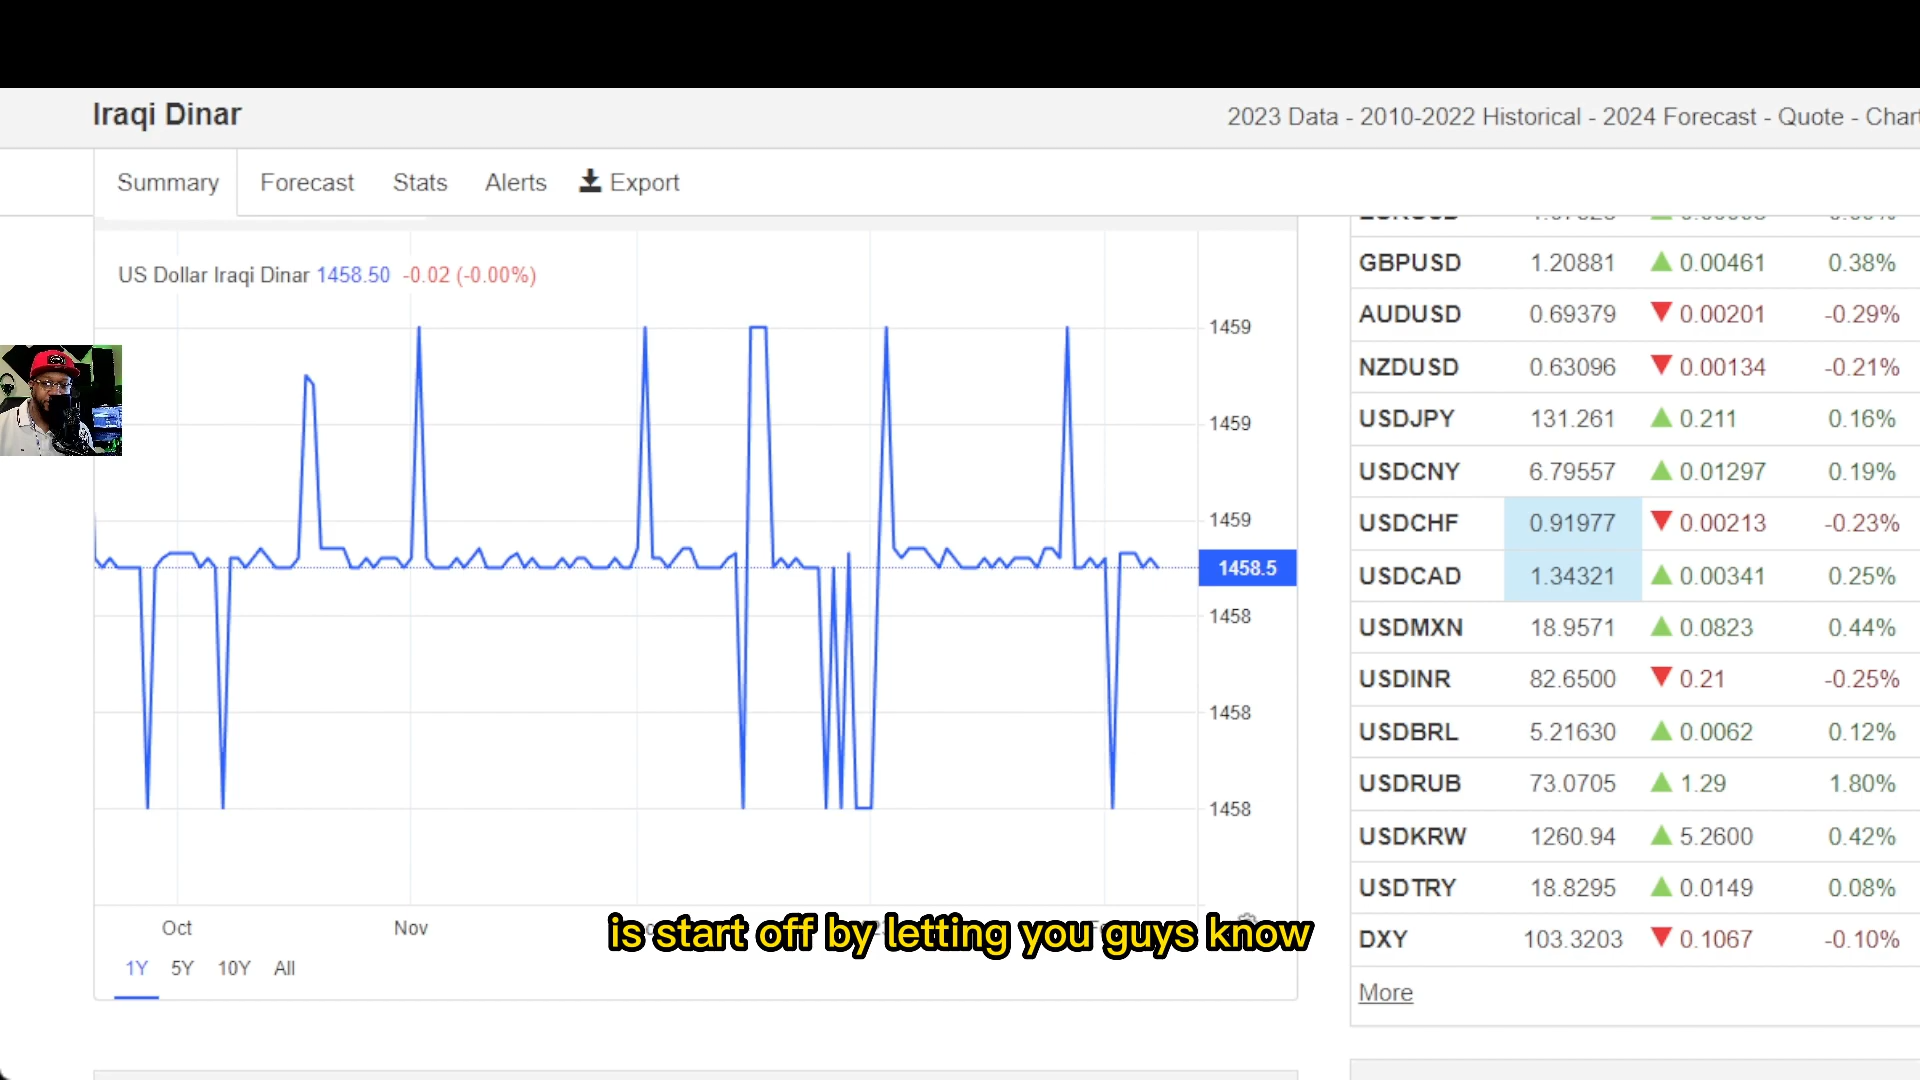 Iraqi Dinar
2023 Data - 2010-2022 Historical - 2024 Forecast - Quote - Chart
Summary Forecast Stats Alerts Export
US Dollar Iraqi Dinar 1458.50 -0.02 (-0.00%)
1459
1459
1459
1458.5
1458
1458
1458
Oct Nov
1Y 5Y 10Y All
GBPUSD 1.20881 0.00461 0.38%
AUDUSD 0.69379 0.00201 -0.29%
NZDUSD 0.63096 0.00134 -0.21%
USDJPY 131.261 0.211 0.16%
USDCNY 6.79557 0.01297 0.19%
USDCHF 0.91977 0.00213 -0.23%
USDCAD 1.34321 0.00341 0.25%
USDMXN 18.9571 0.0823 0.44%
USDINR 82.6500 0.21 -0.25%
USDBRL 5.21630 0.0062 0.12%
USDRUB 73.0705 1.29 1.80%
USDKRW 1260.94 5.2600 0.42%
USDTRY 18.8295 0.0149 0.08%
DXY 103.3203 0.1067 -0.10%
More
is start off by letting you guys know